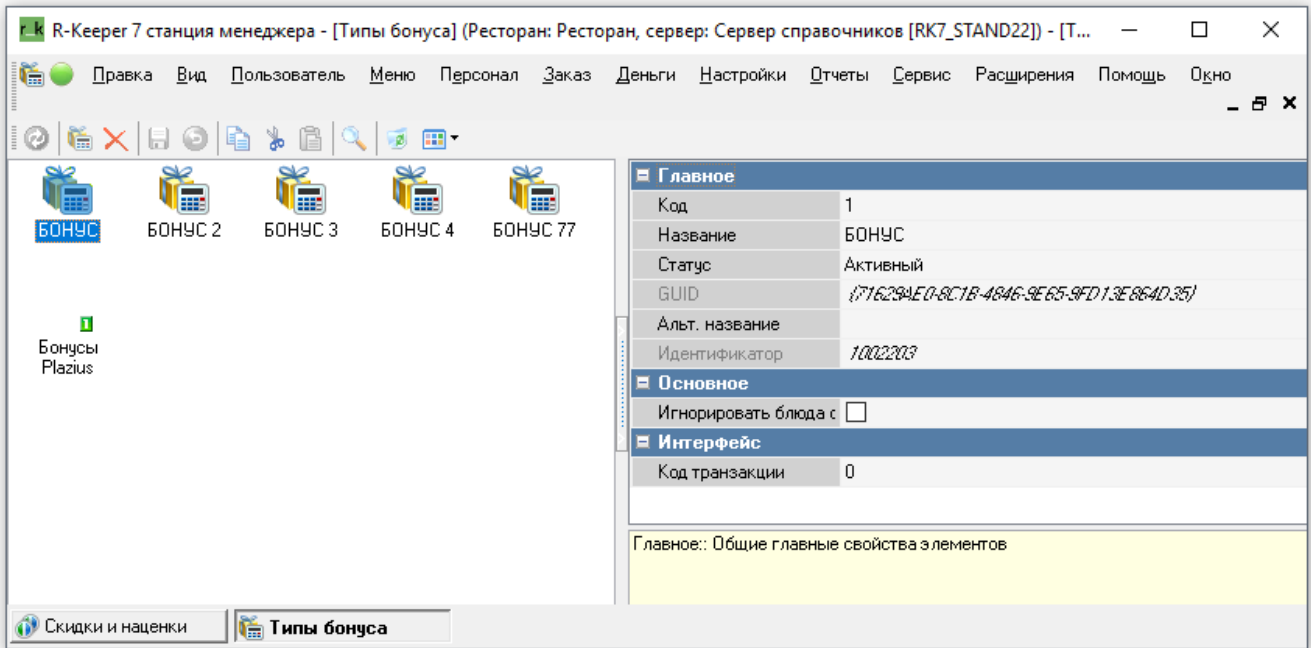 r_k R-Keeper 7 станция менеджера - [Типы бонуса] (Ресторан: Ресторан, сервер: Сервер справочников [RK7_STAND22]) - [Т...
Правка Вид Пользователь Меню Персонал Заказ Деньги Настройки Отчеты Сервис Расширения Помощь Окно
БОНУС БОНУС 2 БОНУС 3 БОНУС 4 БОНУС 77
1
Бонусы
Plazius
Главное
Код 1
Название БОНУС
Статус Активный
GUID {71629AE0-8C1B-4846-9E65-9FD13E864D35}
Альт. название
Идентификатор 1002203
Основное
Игнорировать блюда с
Интерфейс
Код транзакции 0
Главное:: Общие главные свойства элементов
Скидки и наценки Типы бонуса